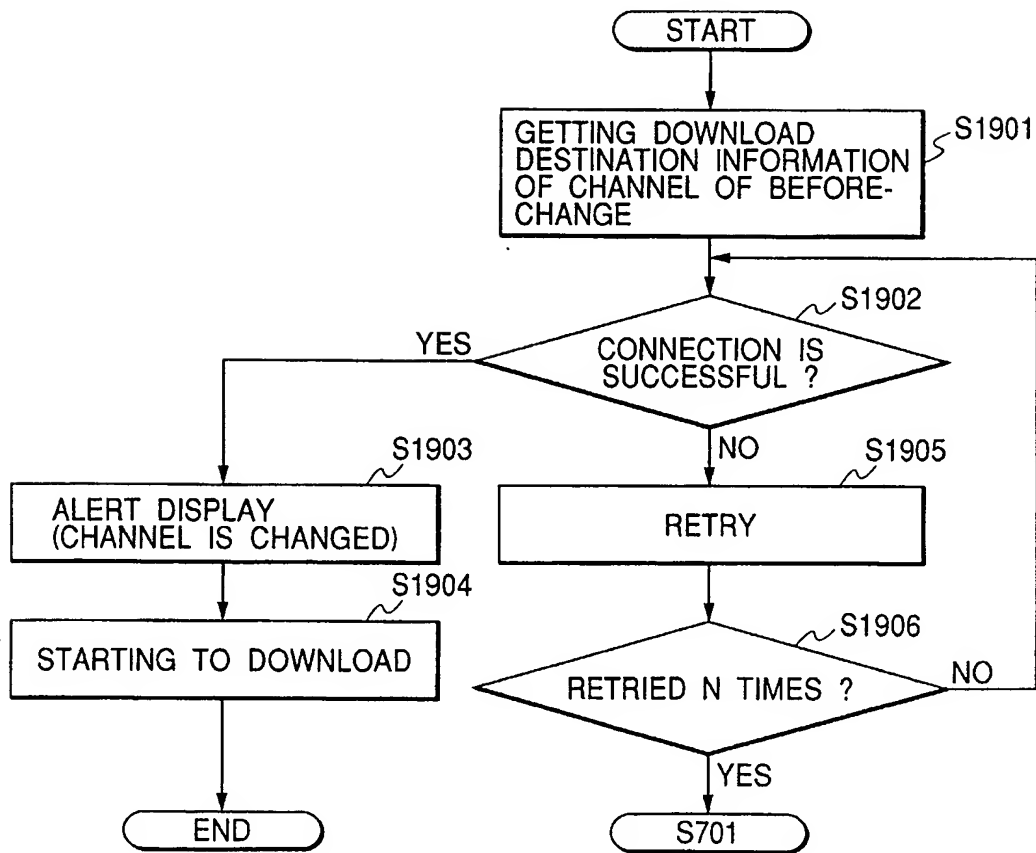 START
S1901
GETTING DOWNLOAD
DESTINATION INFORMATION
OF CHANNEL OF BEFORE-
CHANGE
S1902
YES
CONNECTION IS
SUCCESSFUL ?
NO
S1903
S1905
ALERT DISPLAY
(CHANNEL IS CHANGED)
RETRY
S1904
S1906
STARTING TO DOWNLOAD
RETRIED N TIMES ?
NO
YES
END
S701